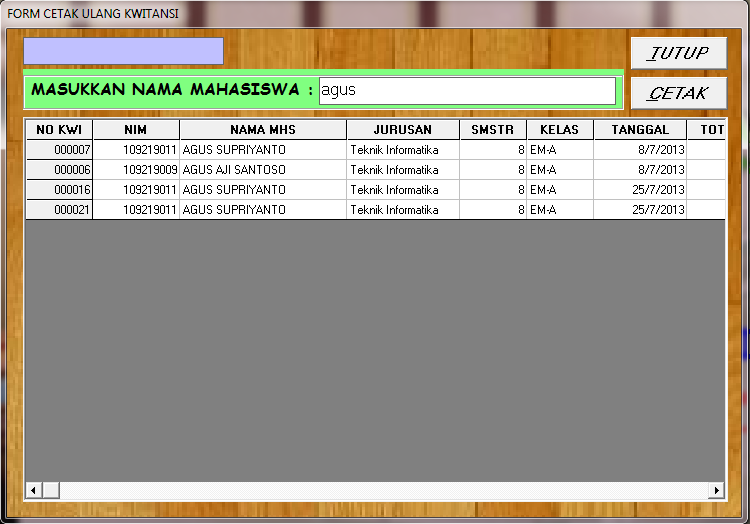 FORM CETAK ULANG KWITANSI
TUTUP
MASUKKAN NAMA MAHASISWA : agus
CETAK
NO KWI NIM NAMA MHS JURUSAN SMSTR KELAS TANGGAL TOT
000007 109219011 AGUS SUPRIYANTO Teknik Informatika 8 EM-A 8/7/2013
000006 109219009 AGUS AJI SANTOSO Teknik Informatika 8 EM-A 8/7/2013
000016 109219011 AGUS SUPRIYANTO Teknik Informatika 8 EM-A 25/7/2013
000021 109219011 AGUS SUPRIYANTO Teknik Informatika 8 EM-A 25/7/2013